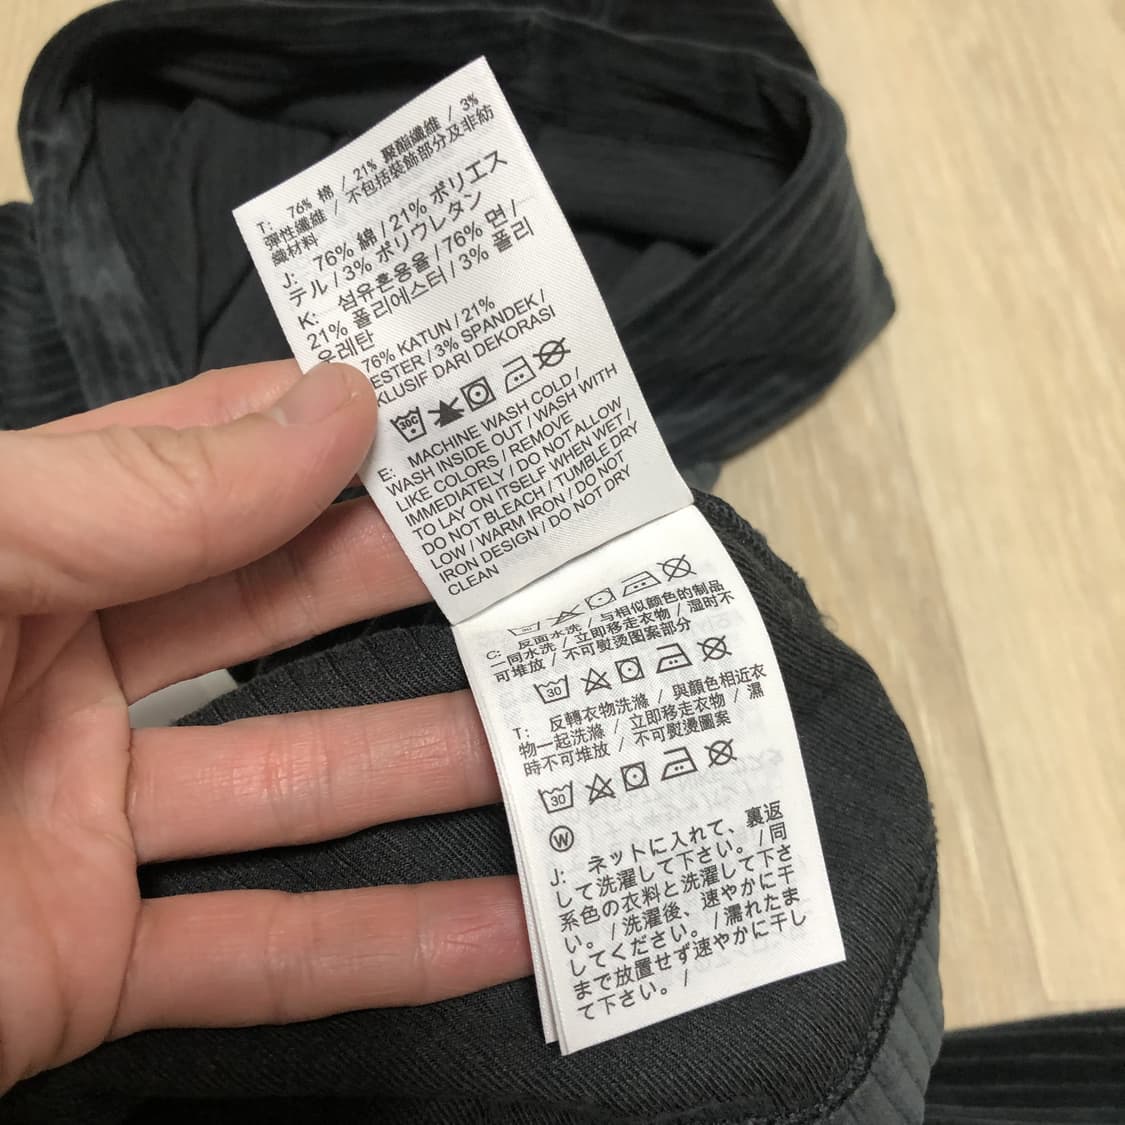 T: 76% 棉 / 21% 聚酯纖維 / 3%
彈性纖維 / 不包括裝飾部分及非紡
織材料
J: 76% 綿 / 21% ポリエス
テル / 3% ポリウレタン
K: 섬유혼용율 / 76% 면 /
21% 폴리에스터 / 3% 폴리
우레탄
76% KATUN / 21%
ESTER / 3% SPANDEK /
KLUSIF DARI DEKORASI
30C
E: MACHINE WASH COLD /
WASH INSIDE OUT / WASH WITH
LIKE COLORS / REMOVE
IMMEDIATELY / DO NOT ALLOW
TO LAY ON ITSELF WHEN WET /
DO NOT BLEACH / TUMBLE DRY
LOW / WARM IRON / DO NOT
IRON DESIGN / DO NOT DRY
CLEAN
C: 反面水洗 / 与相似颜色的制品
一同水洗 / 立即移走衣物 / 湿时不
可堆放 / 不可熨烫图案部分
30
T: 反轉衣物洗滌 / 與顏色相近衣
物一起洗滌 / 立即移走衣物 / 濕
時不可堆放 / 不可熨燙圖案
30
W
J: ネットに入れて、裏返
して洗濯して下さい。/同
系色の衣料と洗濯して下さ
い。/洗濯後、速やかに干
してください。/濡れたま
まで放置せず速やかに干し
て下さい。/